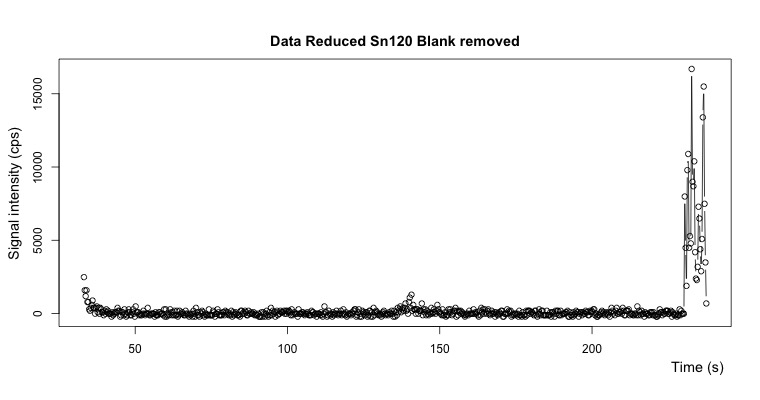 Data Reduced Sn120 Blank removed
Signal intensity (cps)
15000
10000
5000
0
50 100 150 200
Time (s)